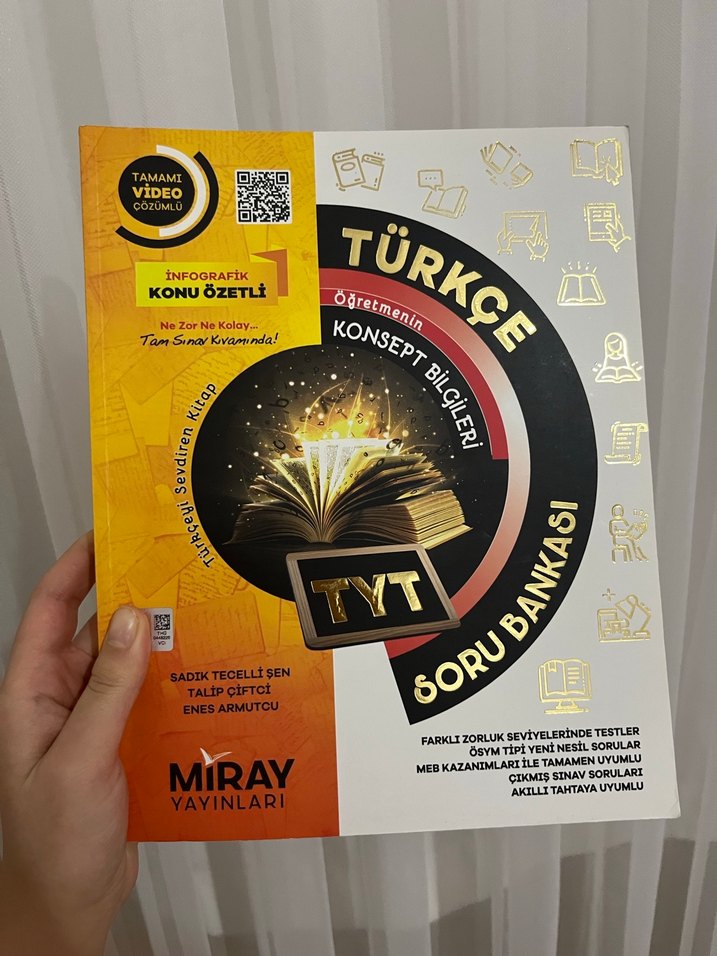 TAMAMI
VİDEO
ÇÖZÜMLÜ
İNFOGRAFİK
KONU ÖZETLİ
Ne Zor Ne Kolay...
Tam Sınav Kıvamında!
Türkçeyi Sevdiren Kitap
TÜRKÇE
Öğretmenin
KONSEPT BİLGİLERİ
TYT
SORU BANKASI
SADIK TECELLİ ŞEN
TALİP ÇİFTCİ
ENES ARMUTCU
MİRAY
YAYINLARI
FARKLI ZORLUK SEVİYELERİNDE TESTLER
ÖSYM TİPİ YENİ NESİL SORULAR
MEB KAZANIMLARI İLE TAMAMEN UYUMLU
ÇIKMIŞ SINAV SORULARI
AKILLI TAHTAYA UYUMLU